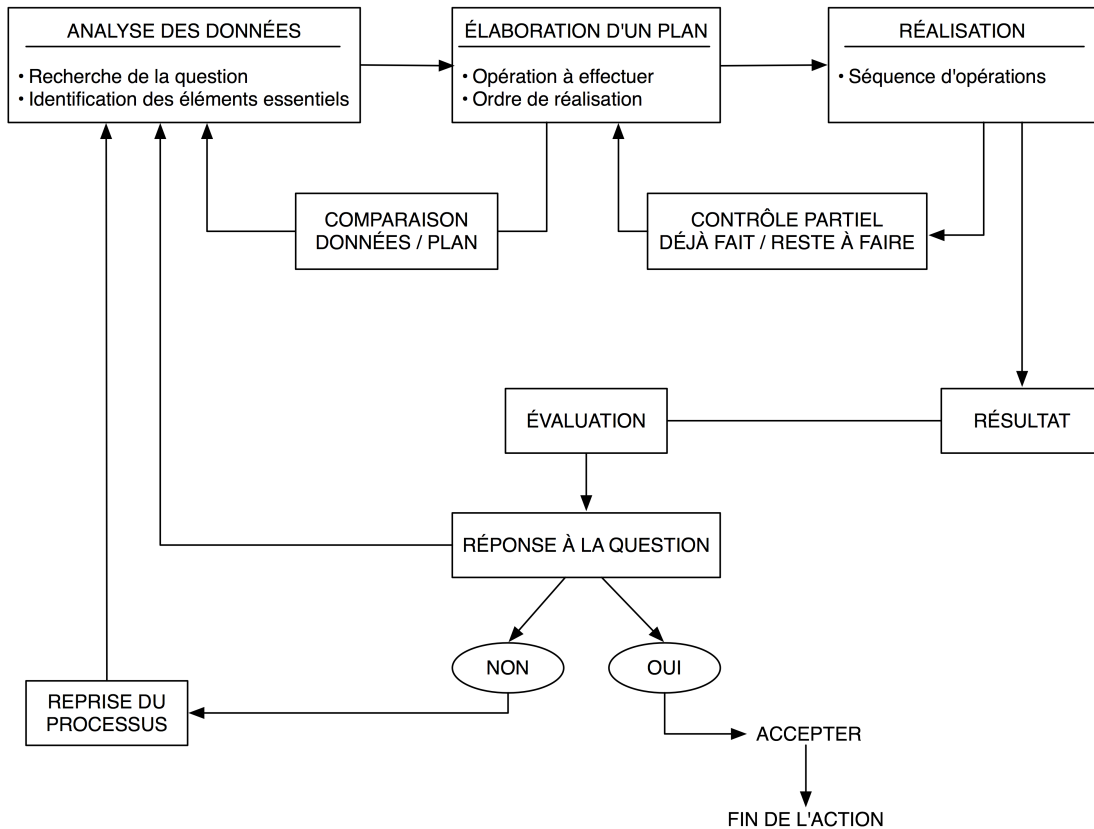 ANALYSE DES DONNÉES
• Recherche de la question
• Identification des éléments essentiels
ÉLABORATION D'UN PLAN
• Opération à effectuer
• Ordre de réalisation
RÉALISATION
• Séquence d'opérations
COMPARAISON
DONNÉES / PLAN
CONTRÔLE PARTIEL
DÉJÀ FAIT / RESTE À FAIRE
ÉVALUATION
RÉSULTAT
RÉPONSE À LA QUESTION
NON
OUI
REPRISE DU
PROCESSUS
ACCEPTER
FIN DE L'ACTION